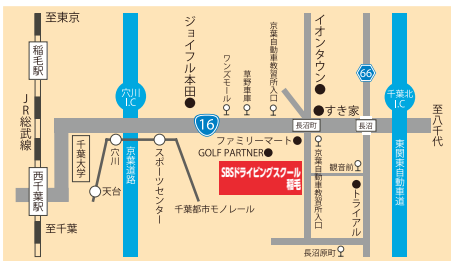 至東京
稲毛駅
JR総武線
西千葉駅
至千葉
穴川
I.C
京葉道路
千葉大学
穴川
天台
スポーツセンター
千葉都市モノレール
ジョイフル本田
16
ワンズモール
草野車庫
京葉自動車教習所入口
イオンタウン
すき家
66
千葉北
I.C
至八千代
長沼町
長沼
ファミリーマート
GOLF PARTNER
SBSドライビングスクール
稲毛
京葉自動車教習所入口
観音前
トライアル
東関東自動車道
長沼原町